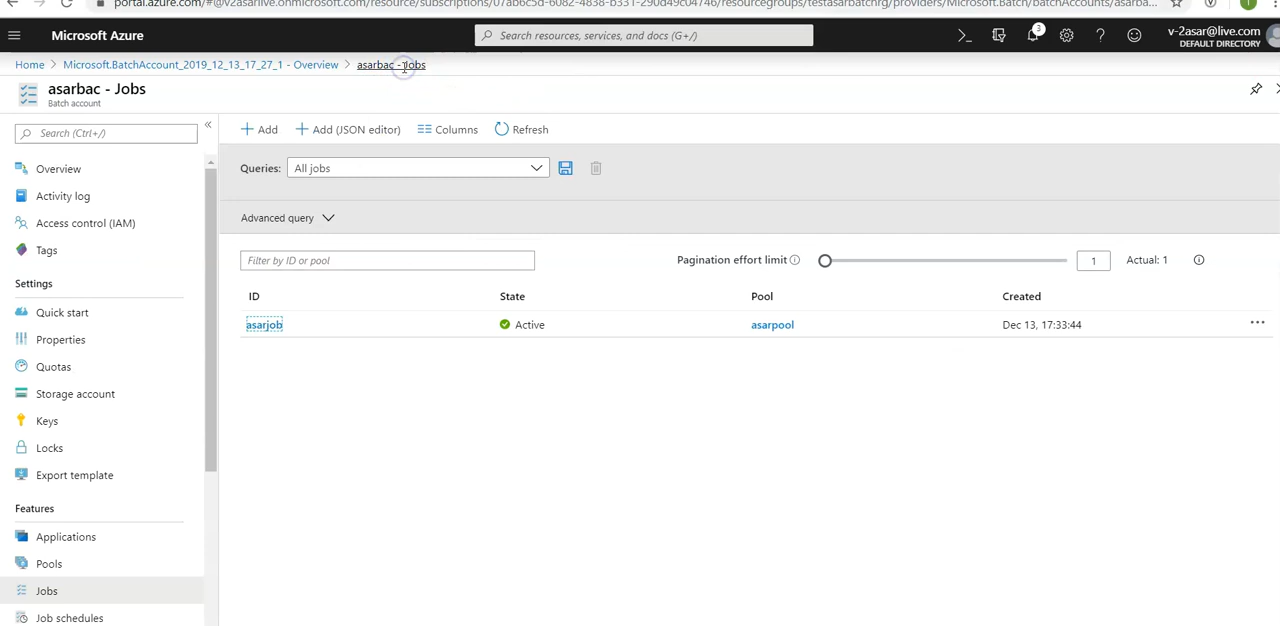 portal.azure.com/#@v2asarlive.onmicrosoft.com/resource/subscriptions/07ab6c5d-6082-4838-b331-290d49c04746/resourcegroups/testasarbatchrg/providers/Microsoft.Batch/batchAccounts/asarba...
Microsoft Azure
Search resources, services, and docs (G+/)
3
v-2asar@live.com
DEFAULT DIRECTORY
Home > Microsoft.BatchAccount_2019_12_13_17_27_1 - Overview > asarbac - Jobs
asarbac - Jobs
Batch account
Search (Ctrl+/)
Overview
Activity log
Access control (IAM)
Tags
Settings
Quick start
Properties
Quotas
Storage account
Keys
Locks
Export template
Features
Applications
Pools
Jobs
Job schedules
Add Add (JSON editor) Columns Refresh
Queries: All jobs
Advanced query
Filter by ID or pool Pagination effort limit 1 Actual: 1
ID State Pool Created
asarjob Active asarpool Dec 13, 17:33:44 ...